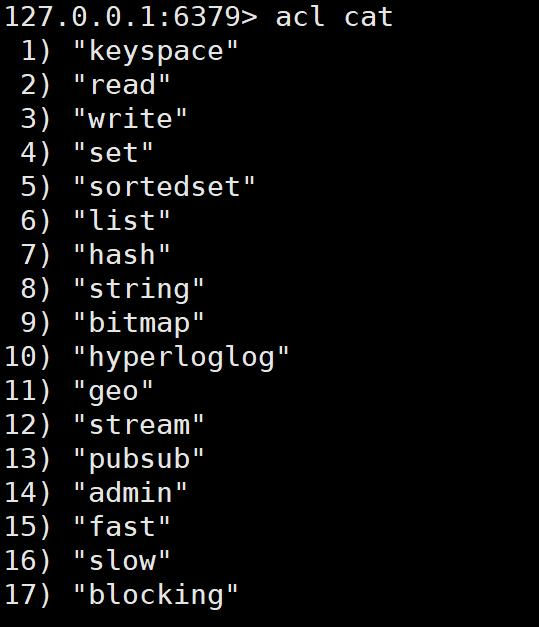 127.0.0.1:6379> acl cat
 1) "keyspace"
 2) "read"
 3) "write"
 4) "set"
 5) "sortedset"
 6) "list"
 7) "hash"
 8) "string"
 9) "bitmap"
10) "hyperloglog"
11) "geo"
12) "stream"
13) "pubsub"
14) "admin"
15) "fast"
16) "slow"
17) "blocking"